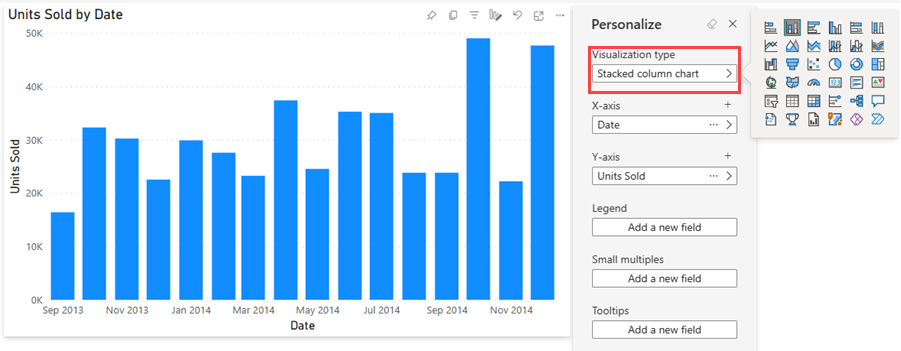 Units Sold by Date
50K
40K
30K
20K
10K
0K
Units Sold
Sep 2013
Nov 2013
Jan 2014
Mar 2014
May 2014
Jul 2014
Sep 2014
Nov 2014
Date
Personalize
Visualization type
Stacked column chart
X-axis
Date
Y-axis
Units Sold
Legend
Add a new field
Small multiples
Add a new field
Tooltips
Add a new field